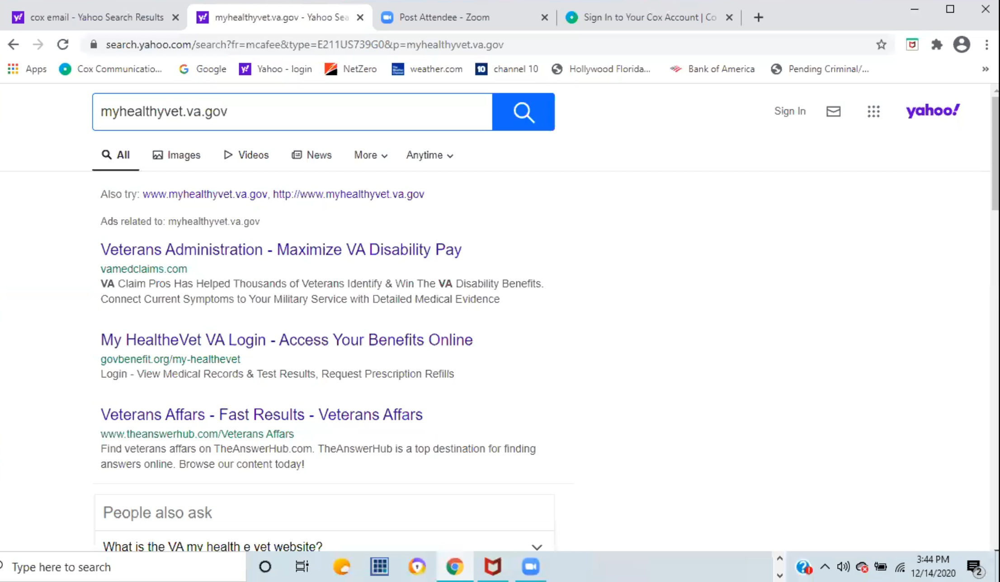 cox email - Yahoo Search Results
myhealthyvet.va.gov - Yahoo Sea
Post Attendee - Zoom
Sign In to Your Cox Account | Co
search.yahoo.com/search?fr=mcafee&type=E211US739G0&p=myhealthyvet.va.gov
Apps
Cox Communicatio...
Google
Yahoo - login
NetZero
weather.com
10
channel 10
Hollywood Florida...
Bank of America
Pending Criminal/...
»
myhealthyvet.va.gov
Sign In
yahoo!
All
Images
Videos
News
More
Anytime
Also try: www.myhealthyvet.va.gov, http://www.myhealthyvet.va.gov
Ads related to: myhealthyvet.va.gov
Veterans Administration - Maximize VA Disability Pay
vamedclaims.com
VA Claim Pros Has Helped Thousands of Veterans Identify & Win The VA Disability Benefits.
Connect Current Symptoms to Your Military Service with Detailed Medical Evidence
My HealtheVet VA Login - Access Your Benefits Online
govbenefit.org/my-healthevet
Login - View Medical Records & Test Results, Request Prescription Refills
Veterans Affars - Fast Results - Veterans Affars
www.theanswerhub.com/Veterans Affars
Find veterans affars on TheAnswerHub.com. TheAnswerHub is a top destination for finding
answers online. Browse our content today!
People also ask
What is the VA my health e vet website?
Type here to search
3:44 PM
12/14/2020
2